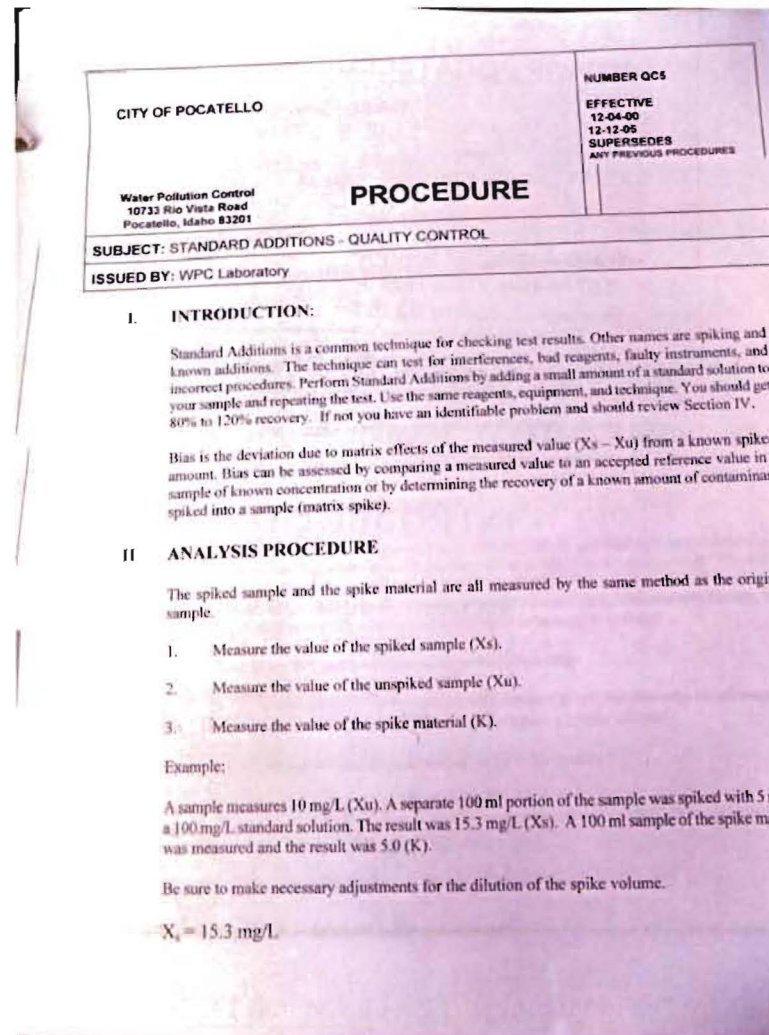 CITY OF POCATELLO
NUMBER QC5
EFFECTIVE
12-04-00
12-12-05
SUPERSEDES
ANY PREVIOUS PROCEDURES
Water Pollution Control
10733 Rio Vista Road
Pocatello, Idaho 83201
PROCEDURE
SUBJECT: STANDARD ADDITIONS - QUALITY CONTROL
ISSUED BY: WPC Laboratory
I. INTRODUCTION:
Standard Additions is a common technique for checking test results. Other names are spiking and
known additions. The technique can test for interferences, bad reagents, faulty instruments, and
incorrect procedures. Perform Standard Additions by adding a small amount of a standard solution to
your sample and repeating the test. Use the same reagents, equipment, and technique. You should get
80% to 120% recovery. If not you have an identifiable problem and should review Section IV.
Bias is the deviation due to matrix effects of the measured value (Xs – Xu) from a known spike
amount. Bias can be assessed by comparing a measured value to an accepted reference value in
sample of known concentration or by determining the recovery of a known amount of contamina
spiked into a sample (matrix spike).
II ANALYSIS PROCEDURE
The spiked sample and the spike material are all measured by the same method as the origi
sample.
1. Measure the value of the spiked sample (Xs).
2. Measure the value of the unspiked sample (Xu).
3. Measure the value of the spike material (K).
Example:
A sample measures 10 mg/L (Xu). A separate 100 ml portion of the sample was spiked with 5
a 100 mg/L standard solution. The result was 15.3 mg/L (Xs). A 100 ml sample of the spike ma
was measured and the result was 5.0 (K).
Be sure to make necessary adjustments for the dilution of the spike volume.
Xs = 15.3 mg/L